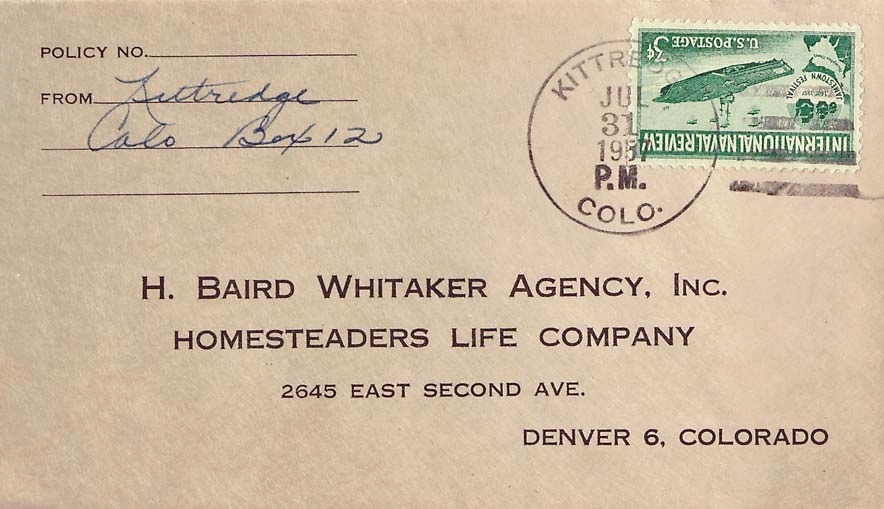 POLICY NO.
FROM Kittredge
Colo Box 12
KITTREDGE
JUL
31
1957
P.M.
COLO.
U.S. POSTAGE
3¢
JAMESTOWN FESTIVAL
INTERNATIONAL NAVAL REVIEW
H. BAIRD WHITAKER AGENCY, INC.
HOMESTEADERS LIFE COMPANY
2645 EAST SECOND AVE.
DENVER 6, COLORADO